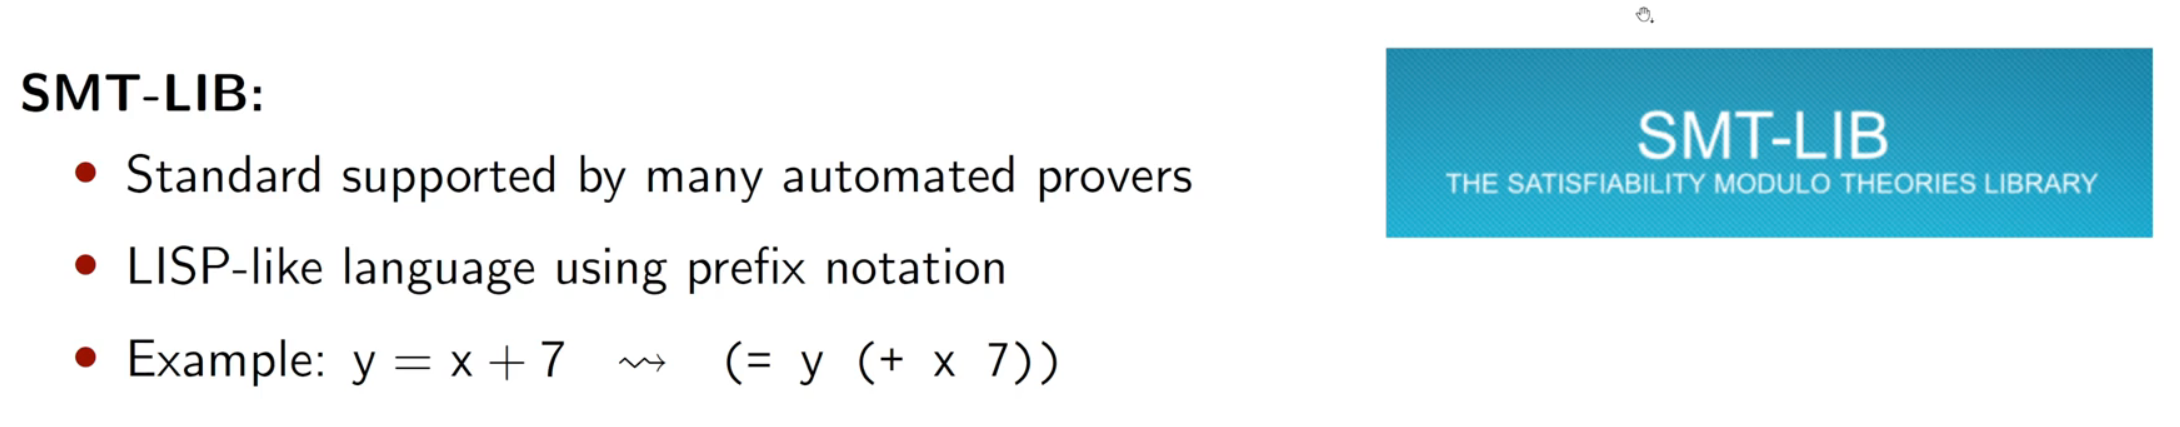 SMT-LIB:
• Standard supported by many automated provers
• LISP-like language using prefix notation
• Example: y = x + 7 ⇝ (= y (+ x 7))
SMT-LIB
THE SATISFIABILITY MODULO THEORIES LIBRARY